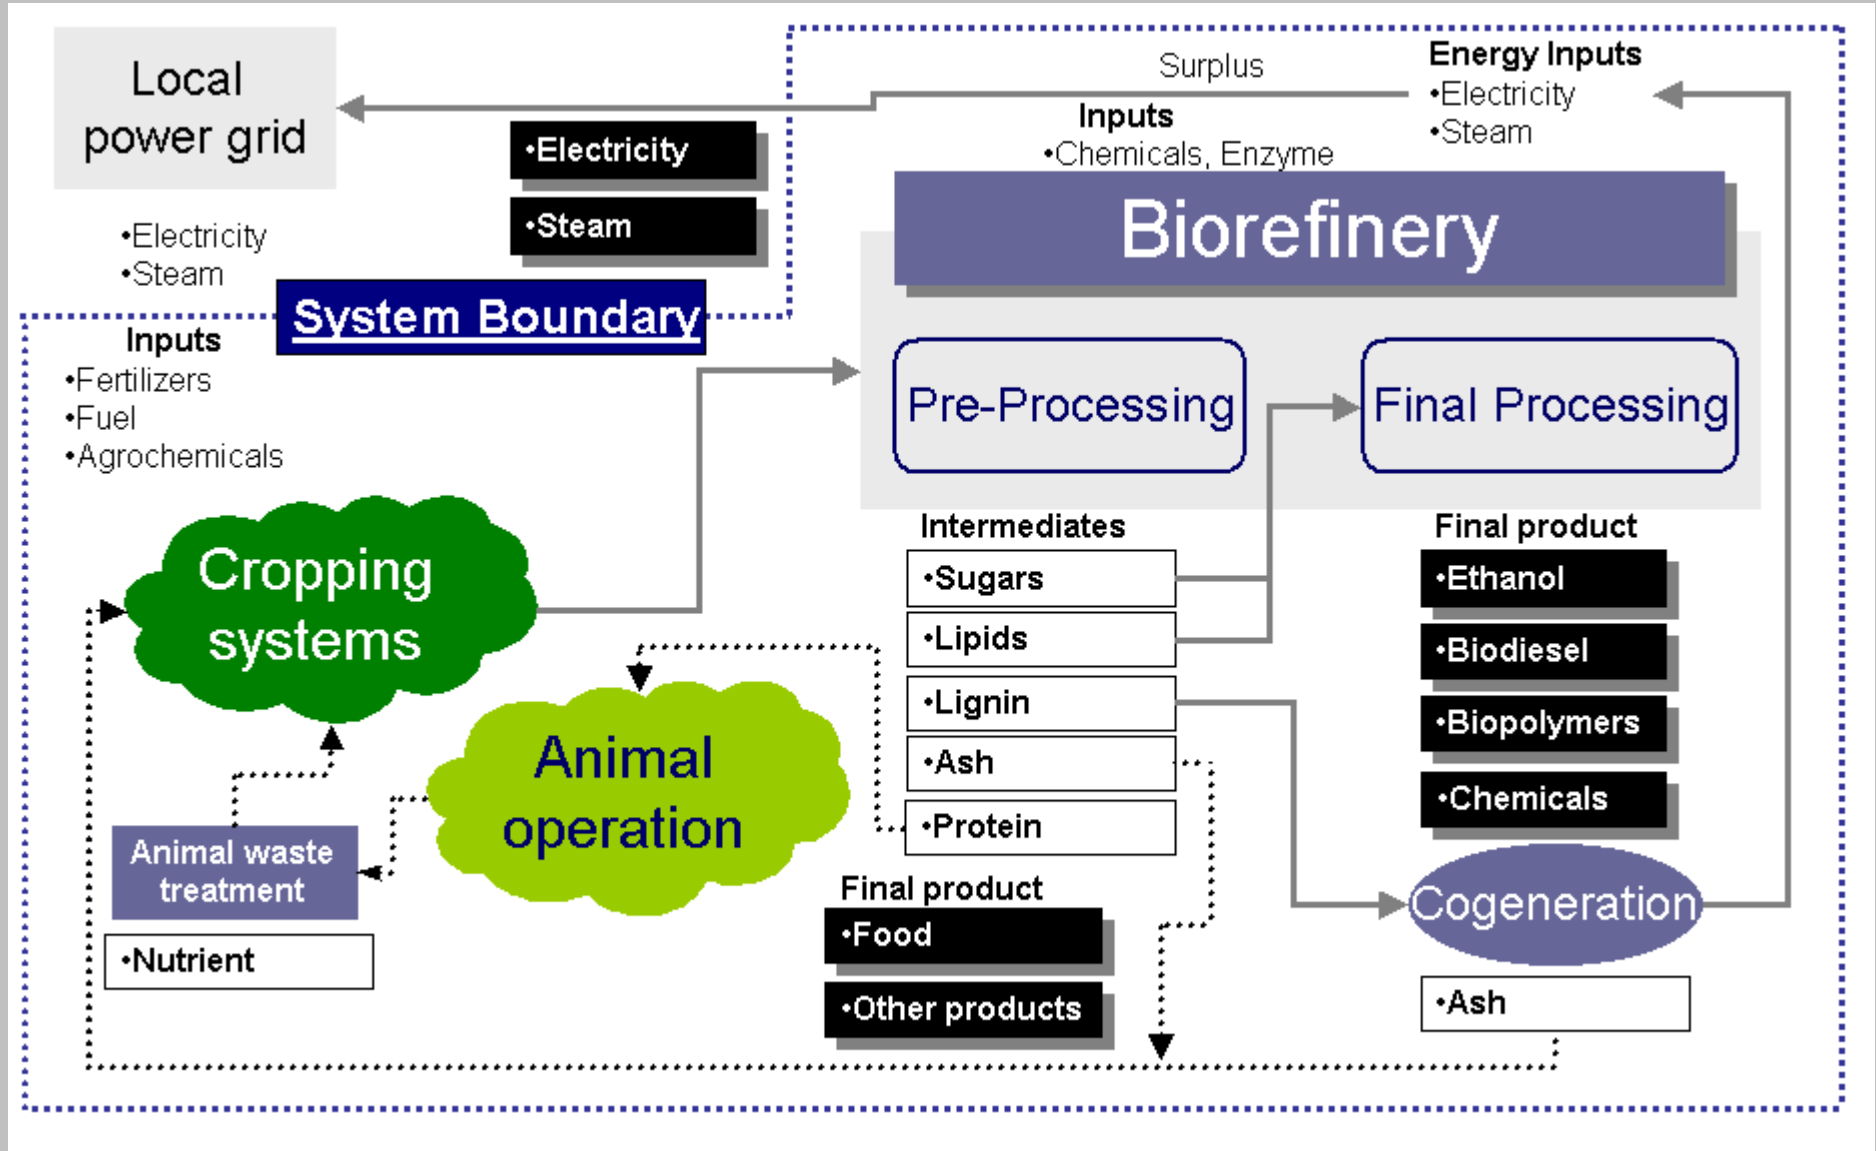 Local
power grid
Surplus
Energy Inputs
•Electricity
•Steam
Inputs
•Chemicals, Enzyme
•Electricity
•Steam
•Electricity
•Steam
Biorefinery
System Boundary
Inputs
•Fertilizers
•Fuel
•Agrochemicals
Pre-Processing
Final Processing
Cropping
systems
Intermediates
•Sugars
•Lipids
•Lignin
•Ash
•Protein
Final product
•Ethanol
•Biodiesel
•Biopolymers
•Chemicals
Animal
operation
Animal waste
treatment
•Nutrient
Final product
•Food
•Other products
Cogeneration
•Ash